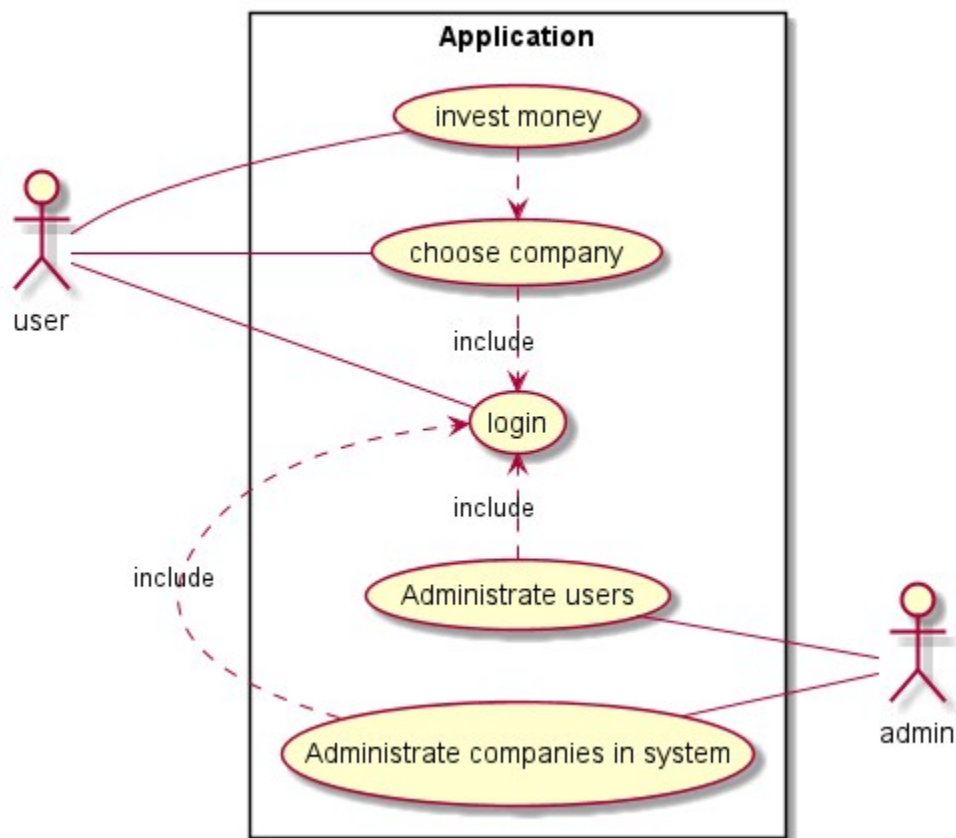 Application
invest money
user
choose company
include
login
include
include
Administrate users
admin
Administrate companies in system